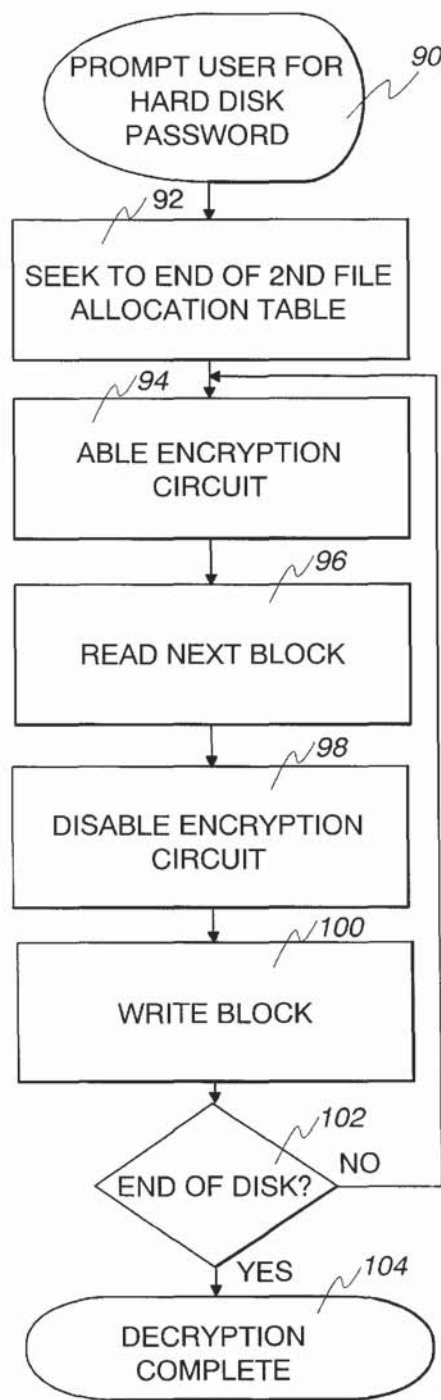 PROMPT USER FOR
HARD DISK
PASSWORD
90
92
SEEK TO END OF 2ND FILE
ALLOCATION TABLE
94
ABLE ENCRYPTION
CIRCUIT
96
READ NEXT BLOCK
98
DISABLE ENCRYPTION
CIRCUIT
100
WRITE BLOCK
102
END OF DISK?
NO
YES
104
DECRYPTION
COMPLETE